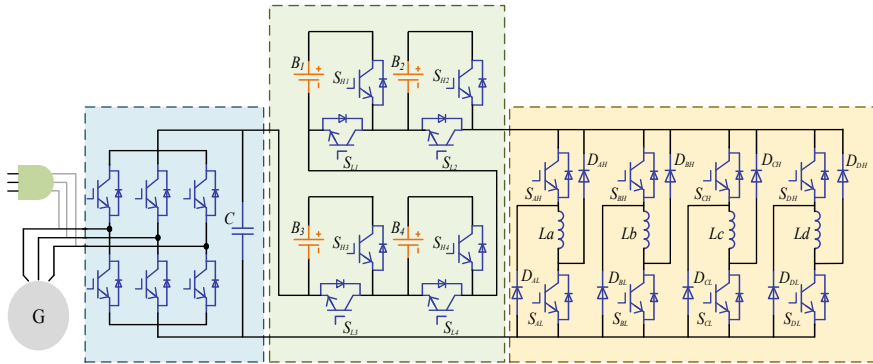 B1 SH1 B2 SH2
SL1 SL2
B3 SH3 B4 SH4
SL3 SL4
C
G
DAH DBH DCH DDH
SAH SBH SCH SDH
La Lb Lc Ld
DAL DBL DCL DDL
SAL SBL SCL SDL